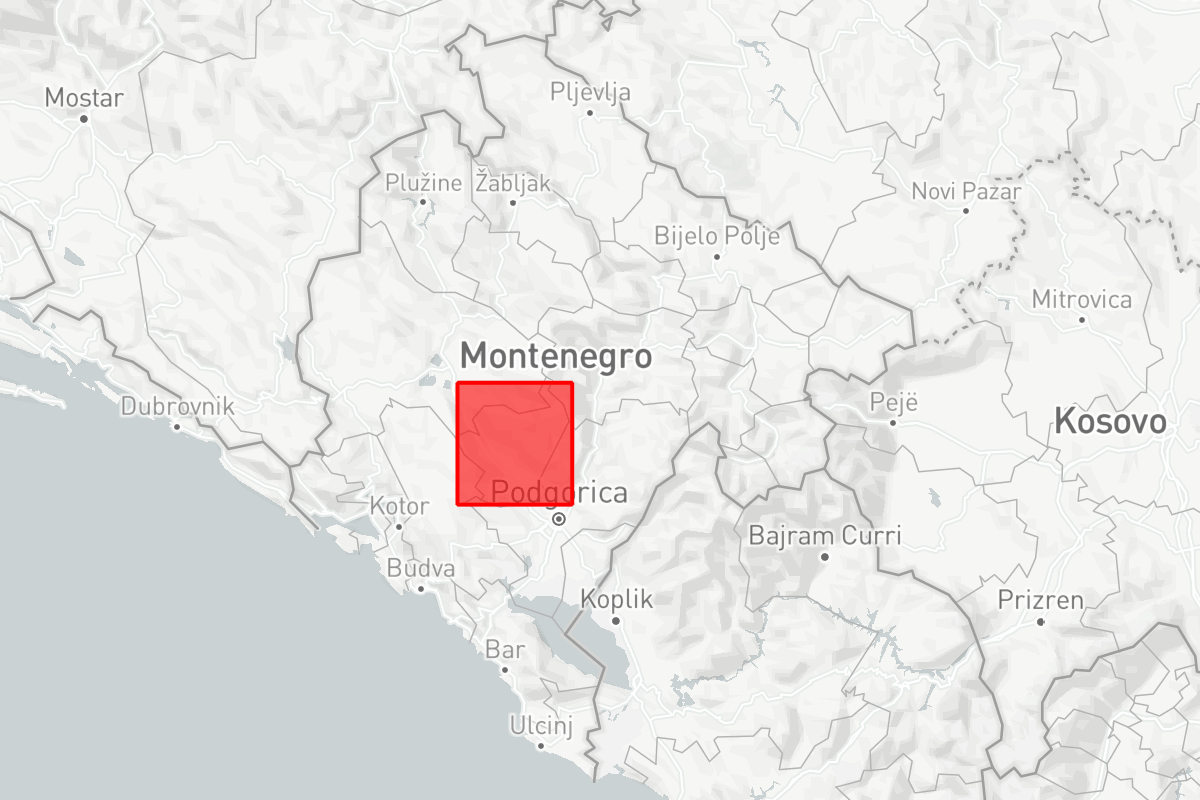 Pljevlja
Mostar
Plužine
Žabljak
Novi Pazar
Bijelo Polje
Mitrovica
Montenegro
Pejë
Dubrovnik
Kosovo
Podgorica
Kotor
Bajram Curri
Budva
Koplik
Prizren
Bar
Ulcinj